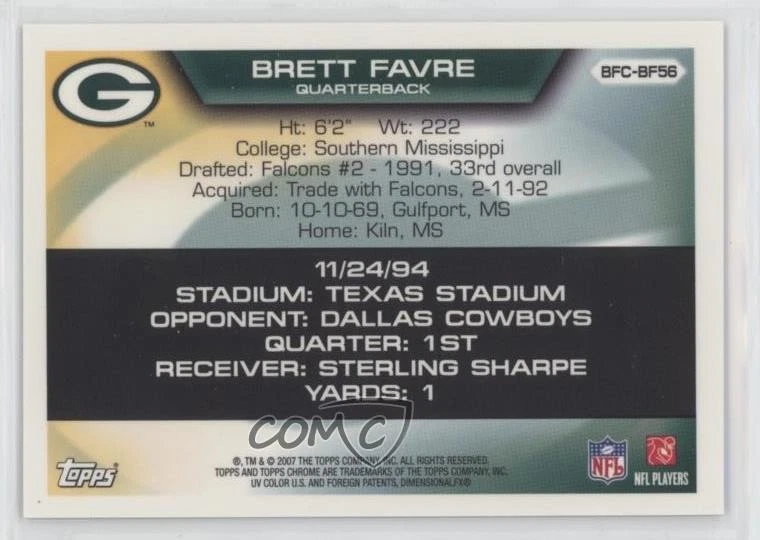 G
TM
BRETT FAVRE
QUARTERBACK
BFC-BF56
Ht: 6'2" Wt: 222
College: Southern Mississippi
Drafted: Falcons #2 - 1991, 33rd overall
Acquired: Trade with Falcons, 2-11-92
Born: 10-10-69, Gulfport, MS
Home: Kiln, MS
11/24/94
STADIUM: TEXAS STADIUM
OPPONENT: DALLAS COWBOYS
QUARTER: 1ST
RECEIVER: STERLING SHARPE
YARDS: 1
COMC
topps
®, TM & © 2007 THE TOPPS COMPANY, INC. ALL RIGHTS RESERVED.
TOPPS AND TOPPS CHROME ARE TRADEMARKS OF THE TOPPS COMPANY, INC.
UV COLOR U.S. AND FOREIGN PATENTS, DIMENSIONALFX®
NFL
NFL PLAYERS